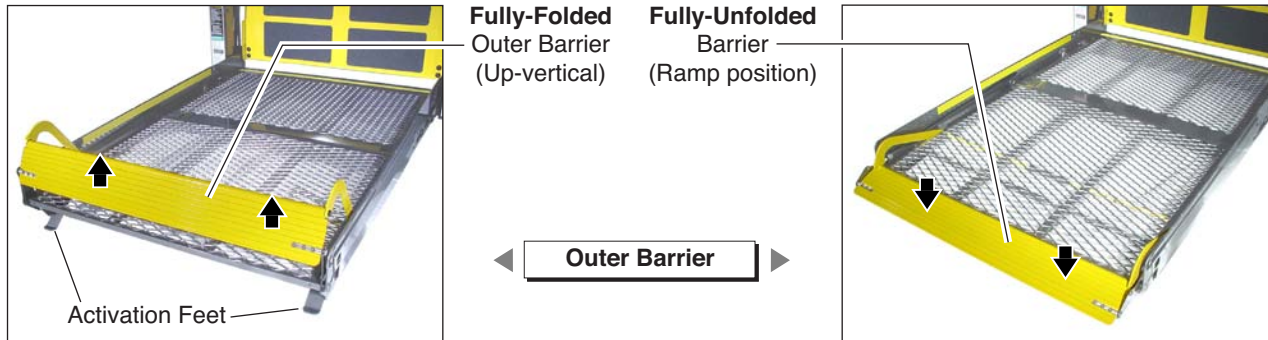 Fully-Folded
Outer Barrier
(Up-vertical)
Fully-Unfolded
Barrier
(Ramp position)
Outer Barrier
Activation Feet